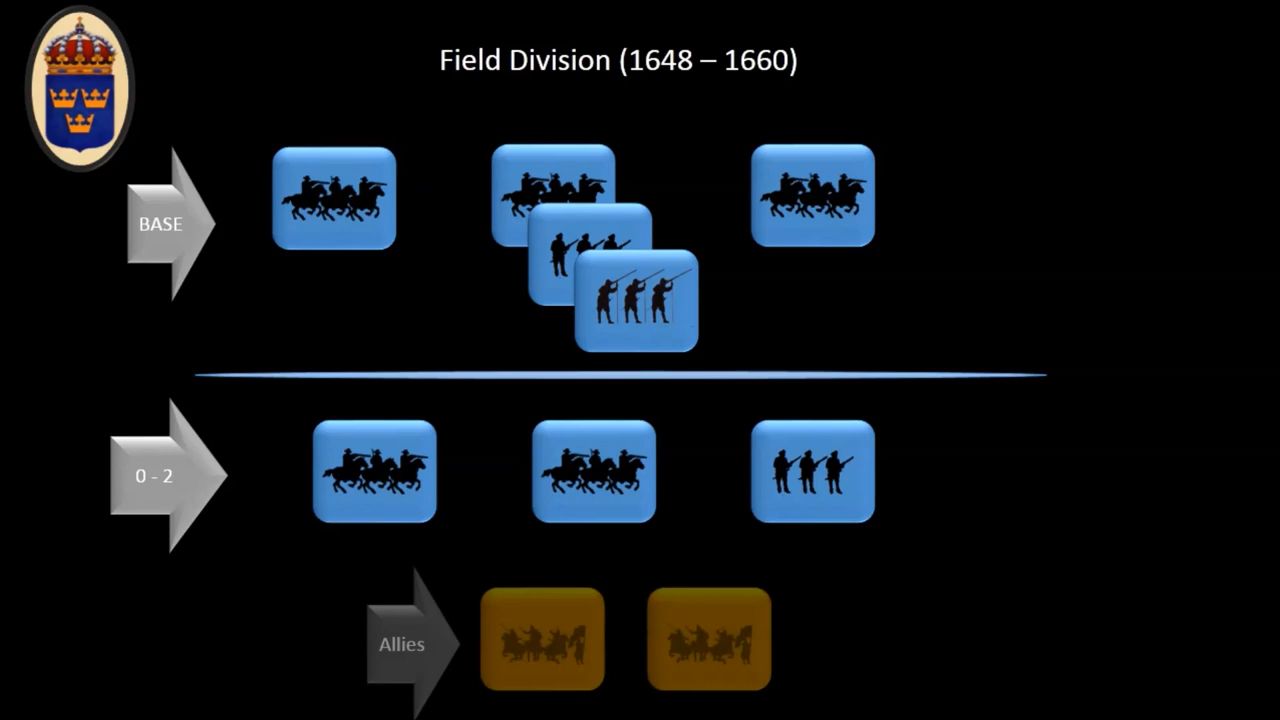 Field Division (1648 – 1660)
BASE
0 - 2
Allies